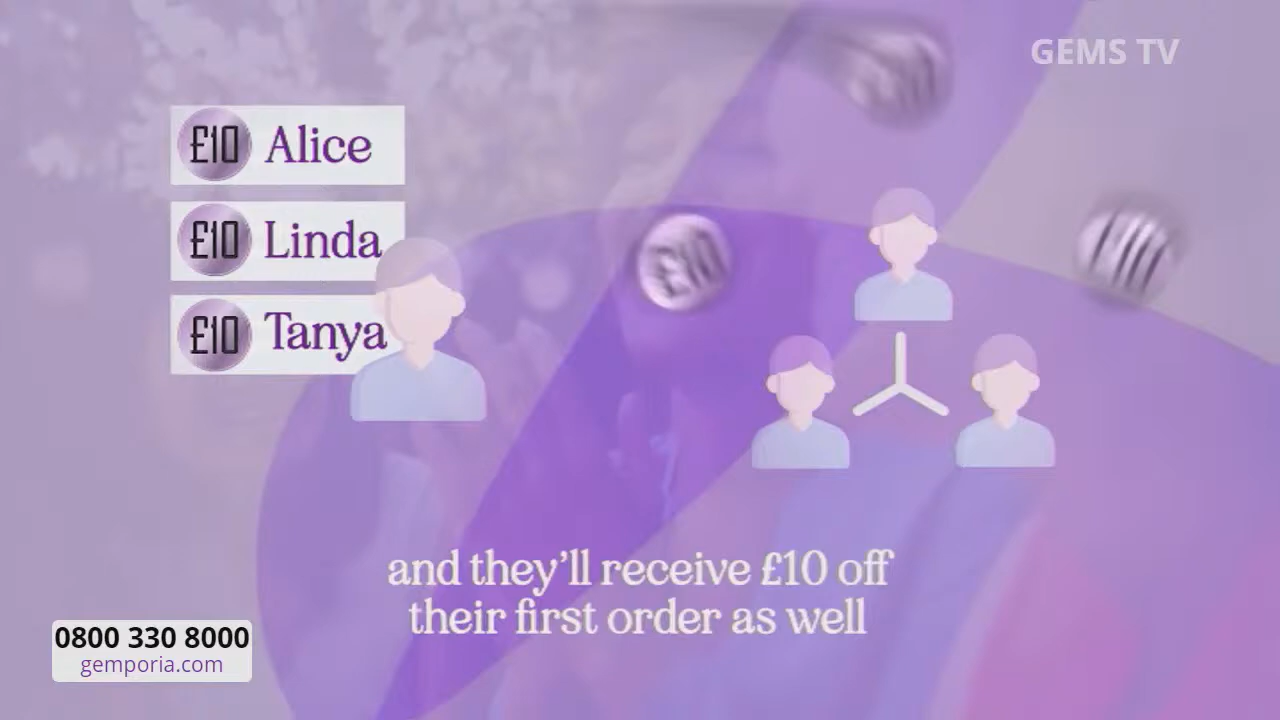 GEMS TV
£10 Alice
£10 Linda
£10 Tanya
and they'll receive £10 off
their first order as well
0800 330 8000
gemporia.com